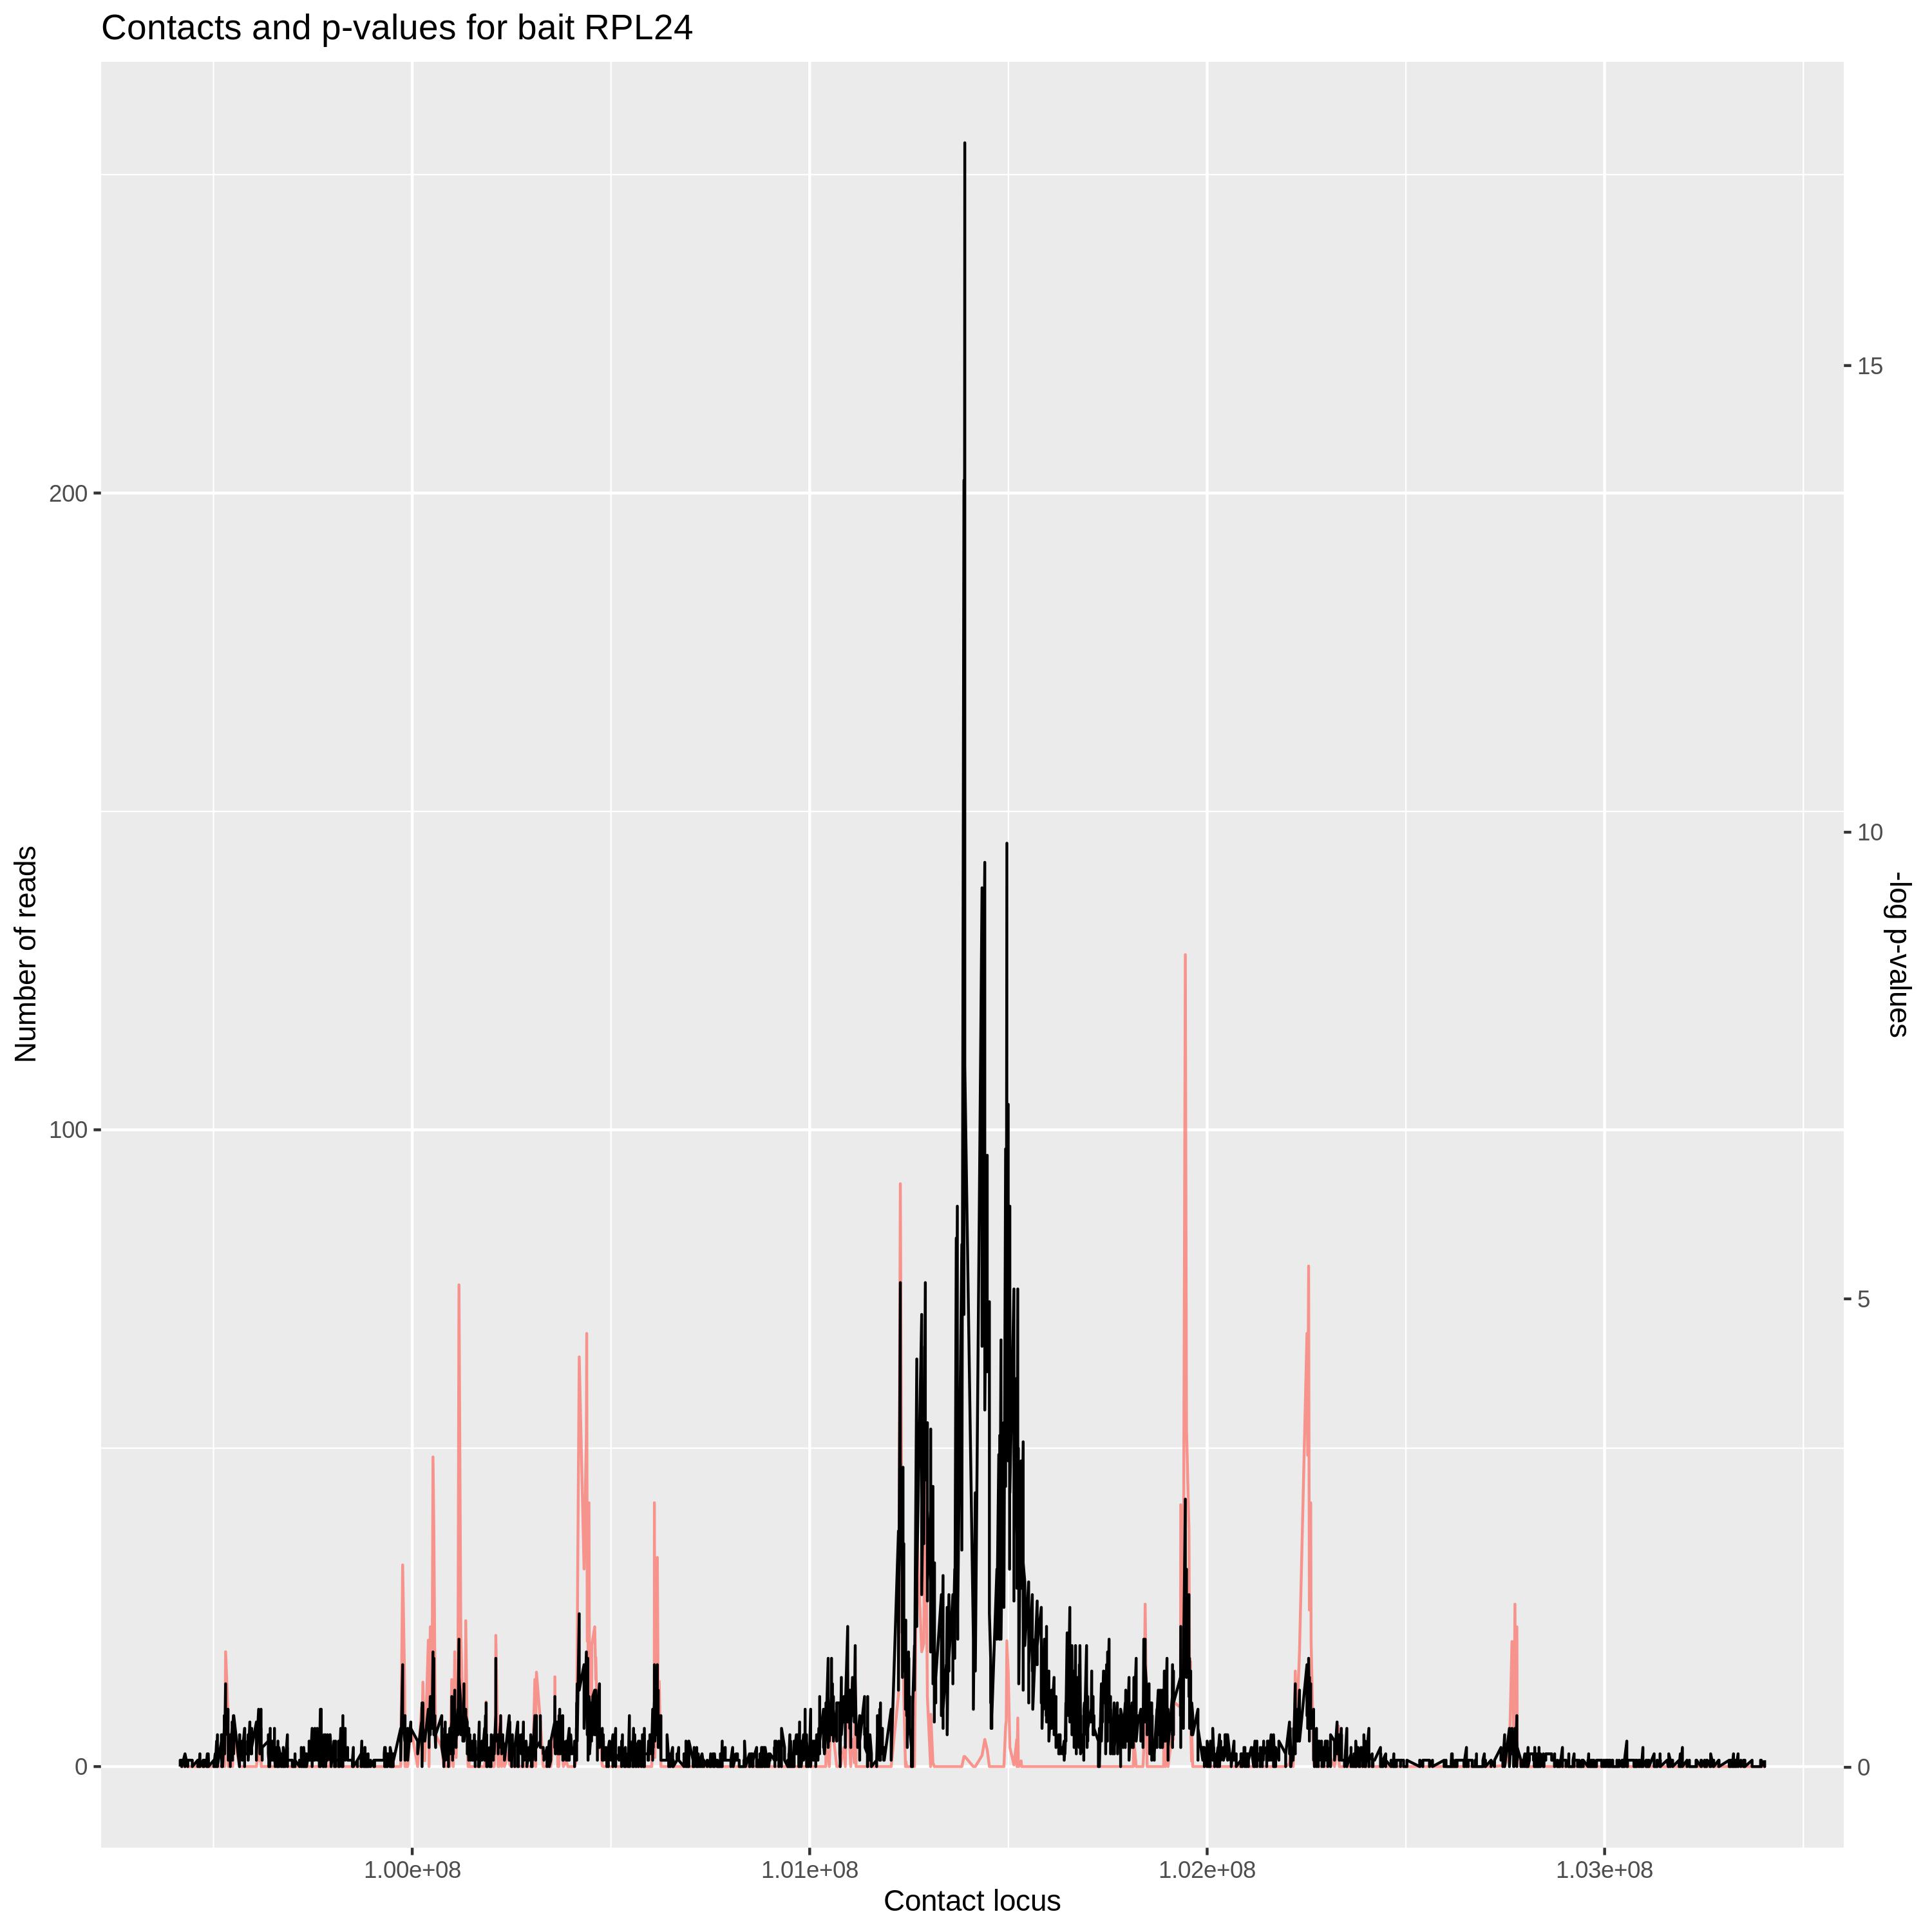 Contacts and p-values for bait RPL24
200
100
0
Number of reads
15
10
5
0
-log p-values
1.00e+08
1.01e+08
1.02e+08
1.03e+08
Contact locus